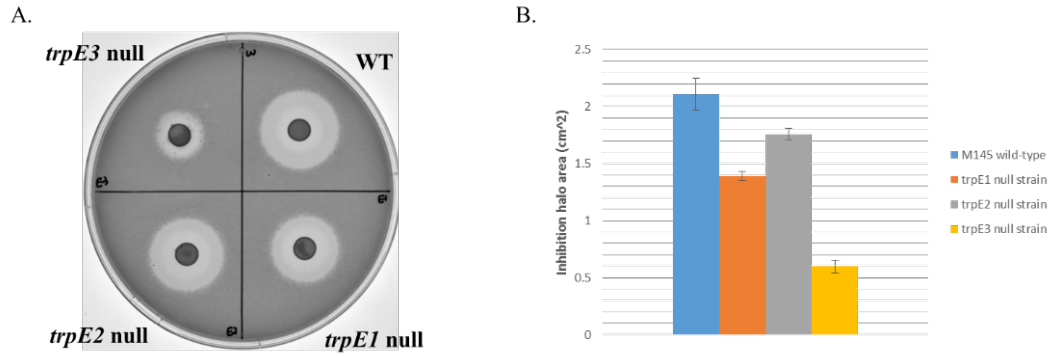 A.
trpE3 null
WT
trpE2 null
trpE1 null
B.
2.5
2
1.5
1
0.5
0
Inhibition halo area (cm^2)
M145 wild-type
trpE1 null strain
trpE2 null strain
trpE3 null strain